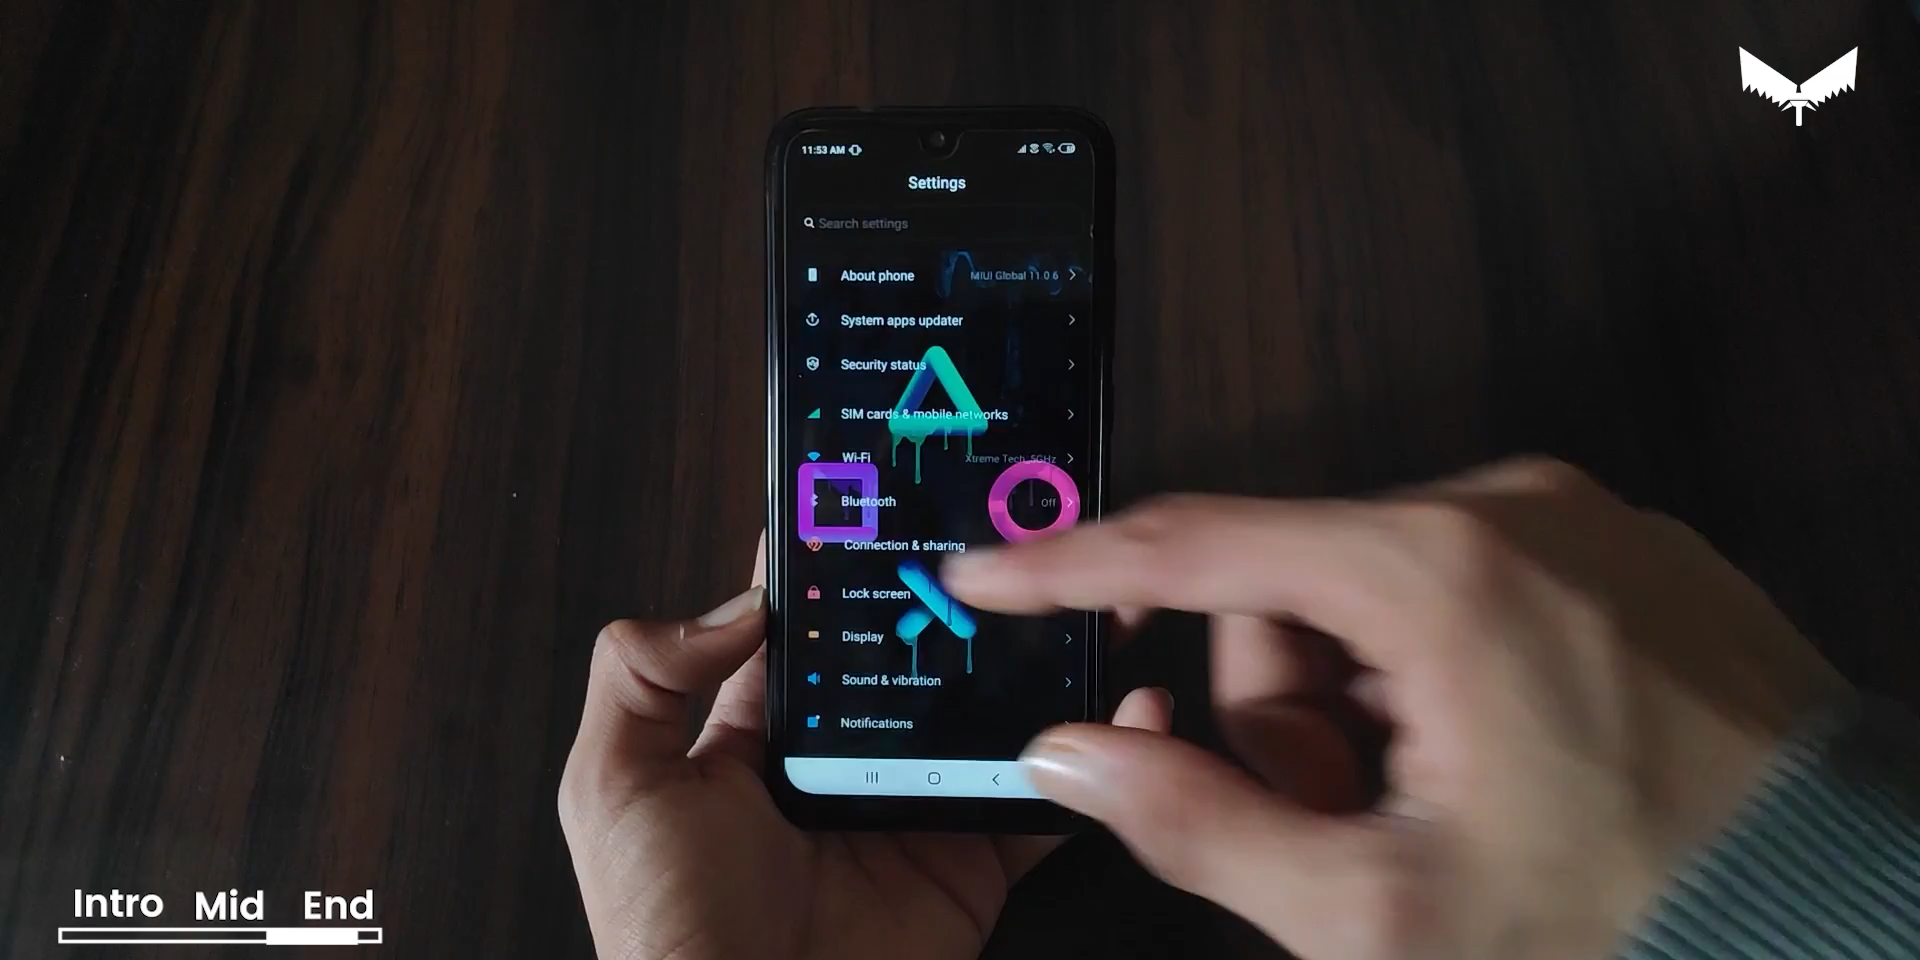 11:53 AM
Settings
Search settings
About phone MIUI Global 11.0.6
System apps updater
Security status
SIM cards & mobile networks
Wi-Fi Xtreme Tech_5GHz
Bluetooth Off
Connection & sharing
Lock screen
Display
Sound & vibration
Notifications
Intro Mid End